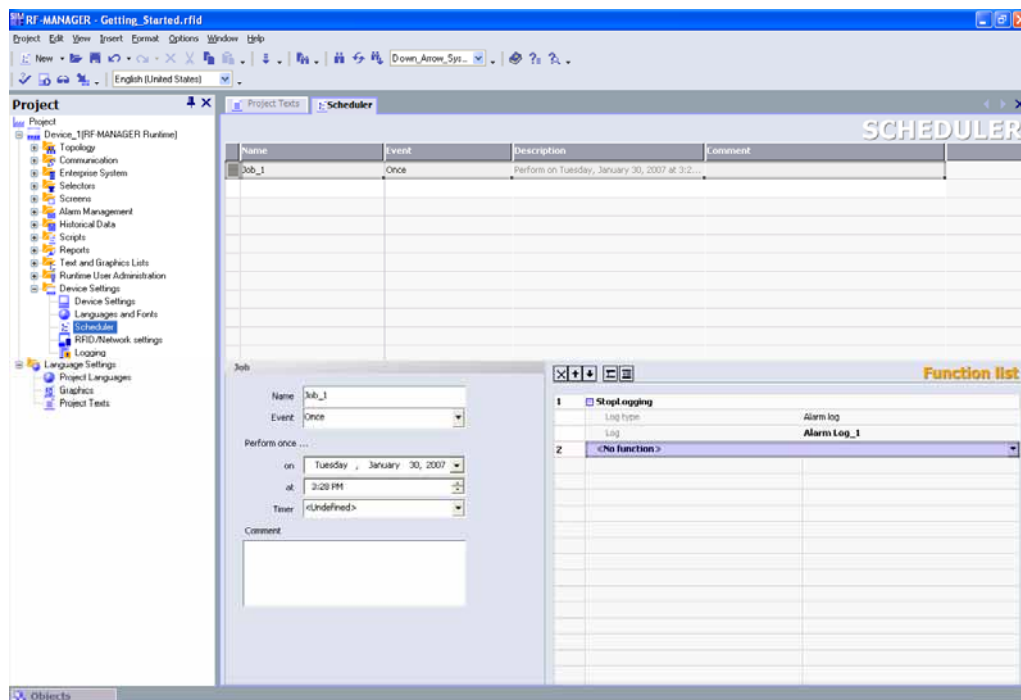 RF-MANAGER - Getting_Started.rfid
Project Edit View Insert Format Options Window Help
New
Down_Arrow_Sys...
English (United States)
Project
Project Texts
Scheduler
SCHEDULER
Project
Device_1(RF-MANAGER Runtime)
Topology
Communication
Enterprise System
Selectors
Screens
Alarm Management
Historical Data
Scripts
Reports
Text and Graphics Lists
Runtime User Administration
Device Settings
Device Settings
Languages and Fonts
Scheduler
RFID/Network settings
Logging
Language Settings
Project Languages
Graphics
Project Texts
Name Event Description Comment
Job_1 Once Perform on Tuesday, January 30, 2007 at 3:2...
Job
Name Job_1
Event Once
Perform once ...
on Tuesday , January 30, 2007
at 3:28 PM
Timer <Undefined>
Comment
Function list
1 StopLogging
Log type Alarm log
Log Alarm Log_1
2 <No function>
Objects